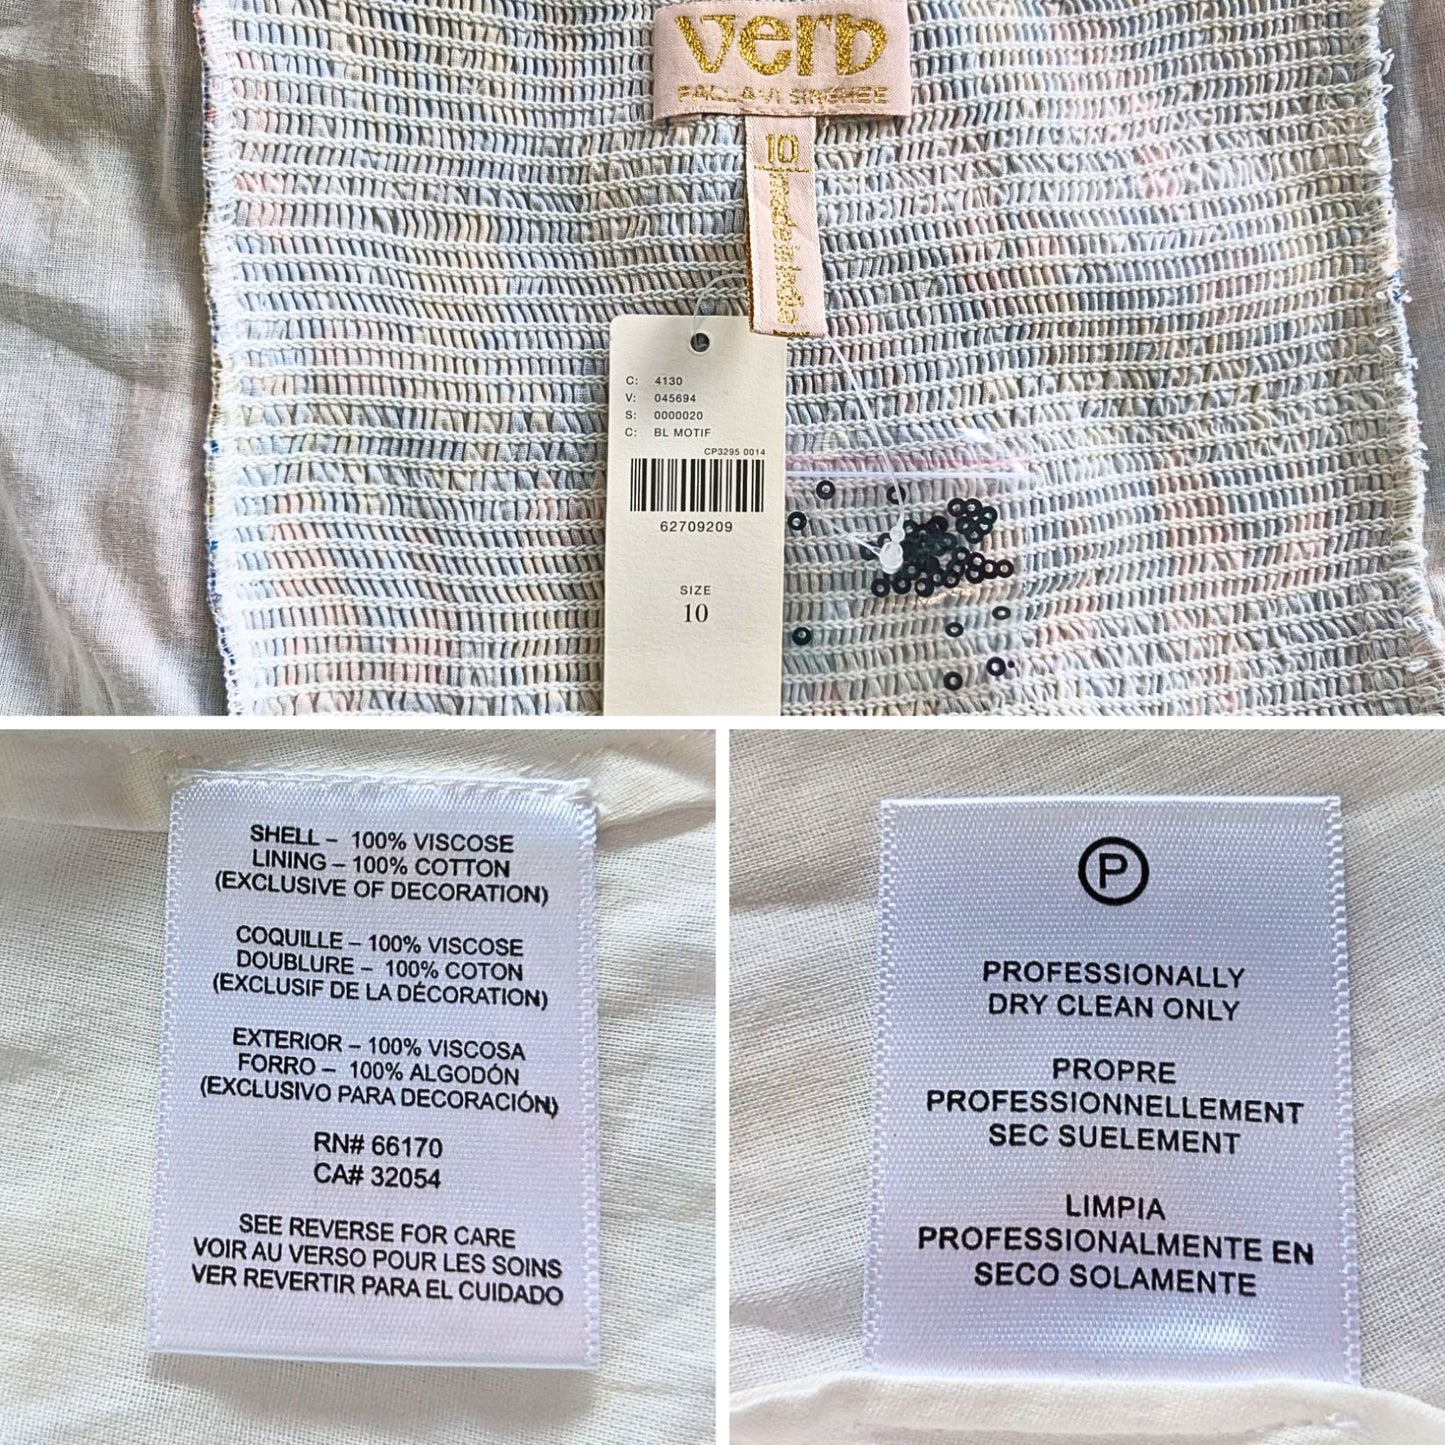 verb
PALLAVI SINGHEE
10
made in India
C: 4130
V: 045694
S: 0000020
C: BL MOTIF
CP3295 0014
62709209
SIZE
10
SHELL – 100% VISCOSE
LINING – 100% COTTON
(EXCLUSIVE OF DECORATION)
COQUILLE – 100% VISCOSE
DOUBLURE – 100% COTON
(EXCLUSIF DE LA DÉCORATION)
EXTERIOR – 100% VISCOSA
FORRO – 100% ALGODÓN
(EXCLUSIVO PARA DECORACIÓN)
RN# 66170
CA# 32054
SEE REVERSE FOR CARE
VOIR AU VERSO POUR LES SOINS
VER REVERTIR PARA EL CUIDADO
P
PROFESSIONALLY
DRY CLEAN ONLY
PROPRE
PROFESSIONNELLEMENT
SEC SUELEMENT
LIMPIA
PROFESSIONALMENTE EN
SECO SOLAMENTE